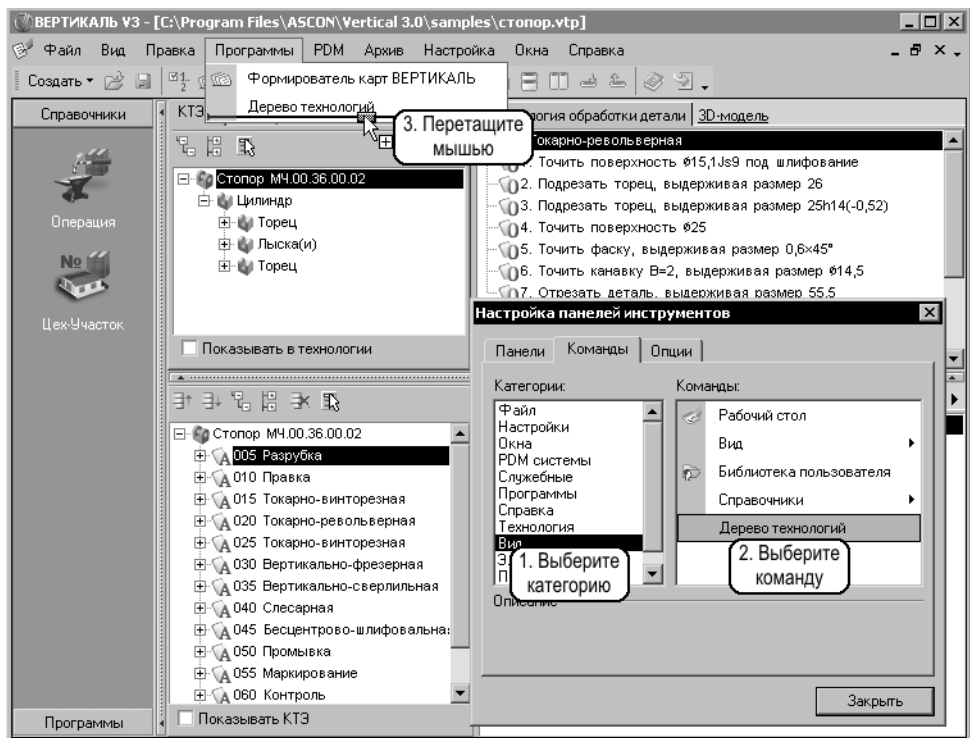 ВЕРТИКАЛЬ V3 - [C:\Program Files\ASCON\Vertical 3.0\samples\стопор.vtp]
Файл Вид Правка Программы PDM Архив Настройка Окна Справка
Создать
Формирователь карт ВЕРТИКАЛЬ
Дерево технологий
3. Перетащите
мышью
Справочники
Операция
Цех-Участок
Программы
КТЭ
Стопор МЧ.00.36.00.02
Цилиндр
Торец
Лыска(и)
Торец
Показывать в технологии
обработки детали 3D-модель
Токарно-револьверная
1. Точить поверхность ø15,1Js9 под шлифование
2. Подрезать торец, выдерживая размер 26
3. Подрезать торец, выдерживая размер 25h14(-0,52)
4. Точить поверхность ø25
5. Точить фаску, выдерживая размер 0,6×45°
6. Точить канавку B=2, выдерживая размер ø14,5
7. Отрезать деталь, выдерживая размер 55,5
Стопор МЧ.00.36.00.02
005 Разрубка
010 Правка
015 Токарно-винторезная
020 Токарно-револьверная
025 Токарно-винторезная
030 Вертикально-фрезерная
035 Вертикально-сверлильная
040 Слесарная
045 Бесцентрово-шлифовальная
050 Промывка
055 Маркирование
060 Контроль
Показывать КТЭ
Настройка панелей инструментов
Панели Команды Опции
Категории:
Файл
Настройки
Окна
PDM системы
Служебные
Программы
Справка
Технология
Вид
1. Выберите
категорию
Команды:
Рабочий стол
Вид
Библиотека пользователя
Справочники
Дерево технологий
2. Выберите
команду
Описание
Закрыть